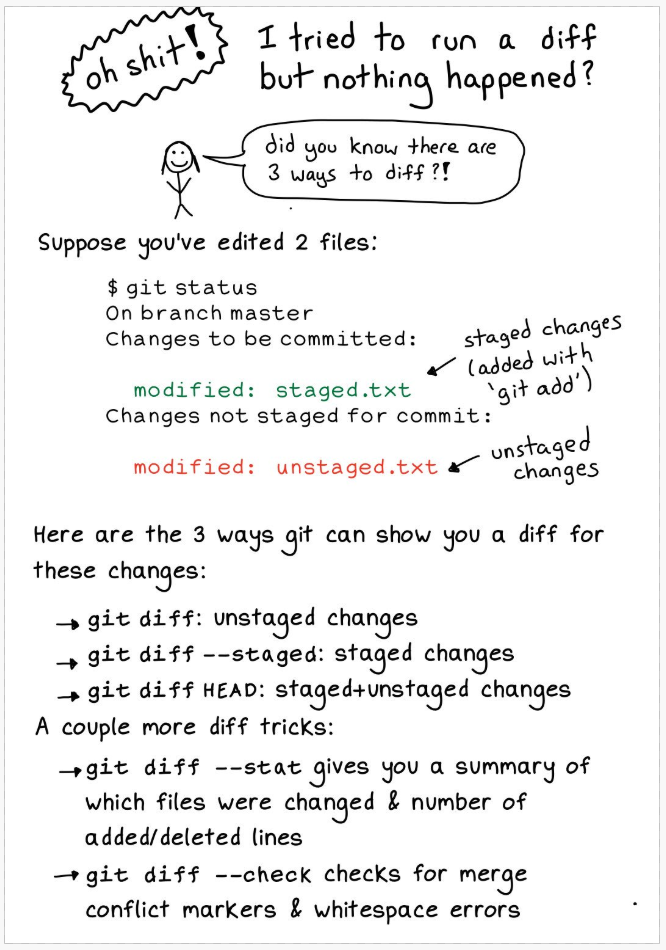 oh shit!
I tried to run a diff
but nothing happened?
did you know there are
3 ways to diff?!
Suppose you've edited 2 files:
$ git status
On branch master
Changes to be committed:
modified: staged.txt
staged changes
(added with
'git add')
Changes not staged for commit:
modified: unstaged.txt
unstaged
changes
Here are the 3 ways git can show you a diff for
these changes:
→ git diff: unstaged changes
→ git diff --staged: staged changes
→ git diff HEAD: staged+unstaged changes
A couple more diff tricks:
→ git diff --stat gives you a summary of
which files were changed & number of
added/deleted lines
→ git diff --check checks for merge
conflict markers & whitespace errors